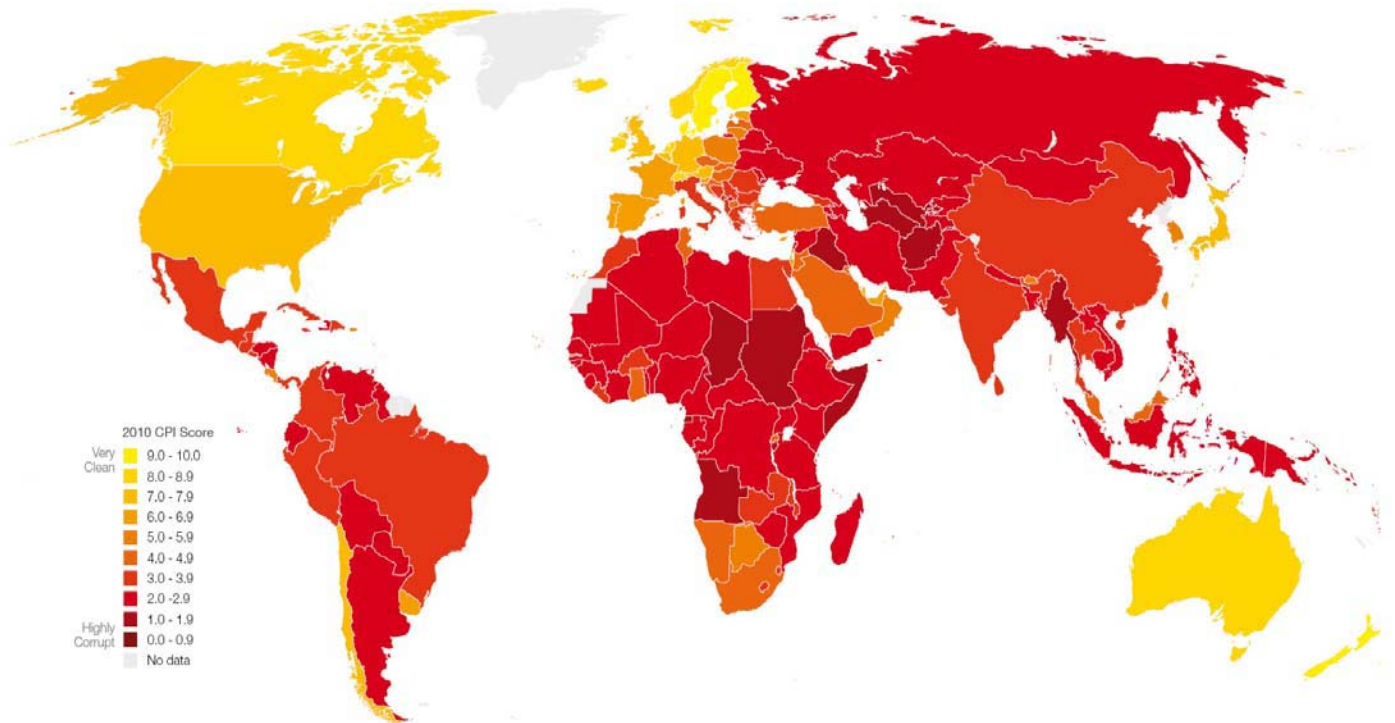 2010 CPI Score
Very
Clean
9.0 - 10.0
8.0 - 8.9
7.0 - 7.9
6.0 - 6.9
5.0 - 5.9
4.0 - 4.9
3.0 - 3.9
2.0 -2.9
1.0 - 1.9
Highly
Corrupt
0.0 - 0.9
No data